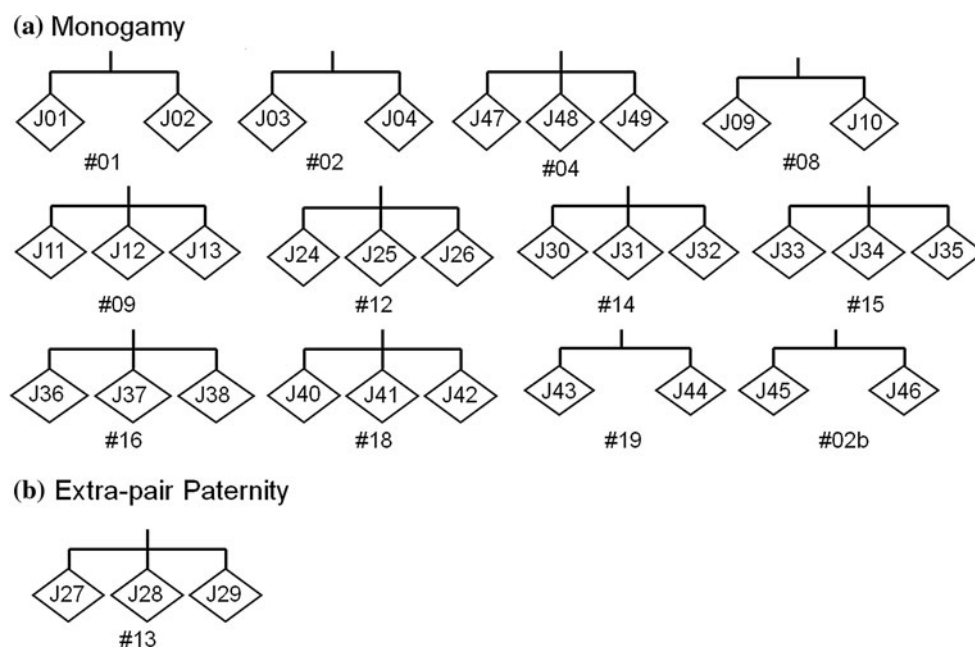 (a) Monogamy
J01 J02 J03 J04 J47 J48 J49 J09 J10
#01 #02 #04 #08
J11 J12 J13 J24 J25 J26 J30 J31 J32 J33 J34 J35
#09 #12 #14 #15
J36 J37 J38 J40 J41 J42 J43 J44 J45 J46
#16 #18 #19 #02b
(b) Extra-pair Paternity
J27 J28 J29
#13